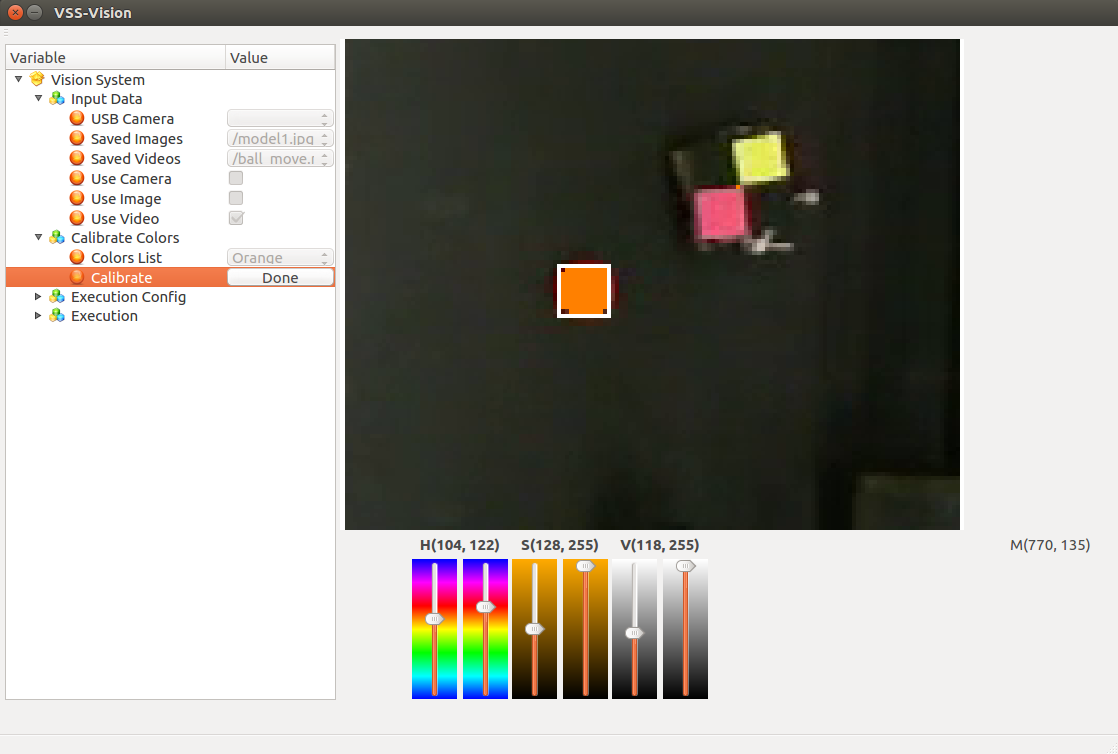 VSS-Vision
Variable Value
Vision System
Input Data
USB Camera
Saved Images /model1.jpg
Saved Videos /ball_move.
Use Camera
Use Image
Use Video
Calibrate Colors
Colors List Orange
Calibrate Done
Execution Config
Execution
H(104, 122) S(128, 255) V(118, 255) M(770, 135)